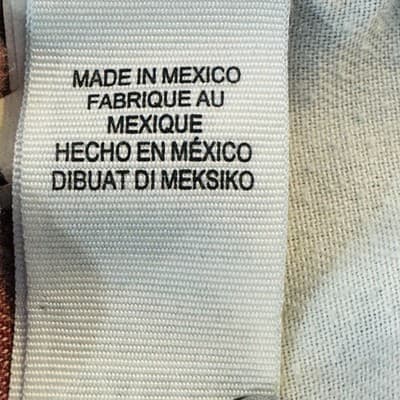 MADE IN MEXICO
FABRIQUE AU
MEXIQUE
HECHO EN MÉXICO
DIBUAT DI MEKSIKO